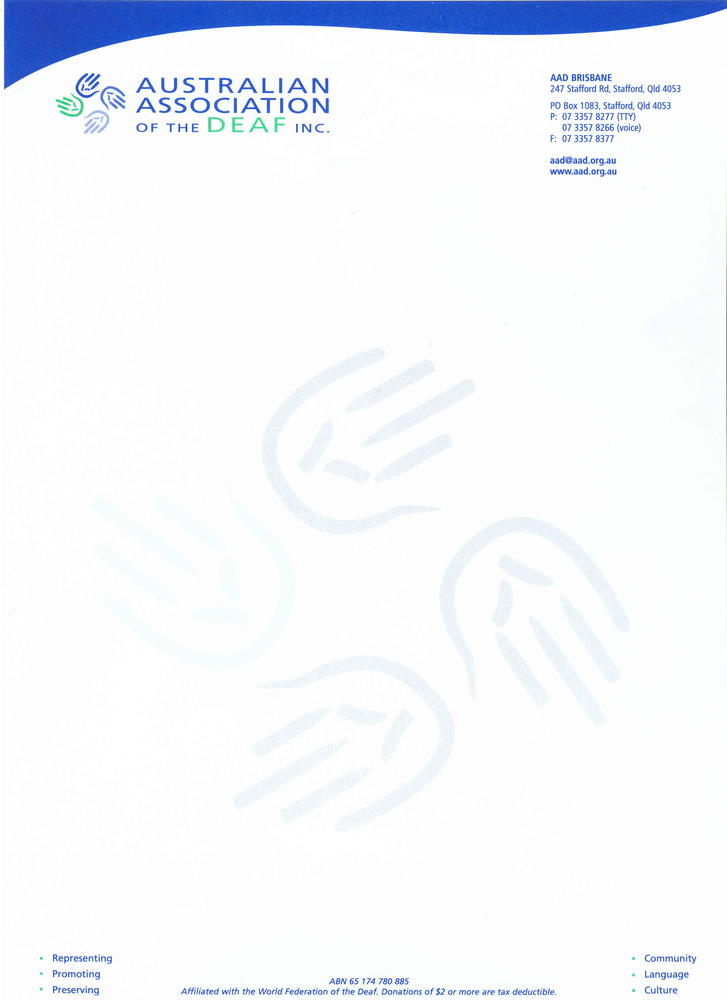 AUSTRALIAN
ASSOCIATION
OF THE DEAF INC.
AAD BRISBANE
247 Stafford Rd, Stafford, Qld 4053
PO Box 1083, Stafford, Qld 4053
P: 07 3357 8277 (TTY)
07 3357 8266 (voice)
F: 07 3357 8377
aad@aad.org.au
www.aad.org.au
• Representing
• Promoting
• Preserving
ABN 65 174 780 885
Affiliated with the World Federation of the Deaf. Donations of $2 or more are tax deductible.
• Community
• Language
• Culture